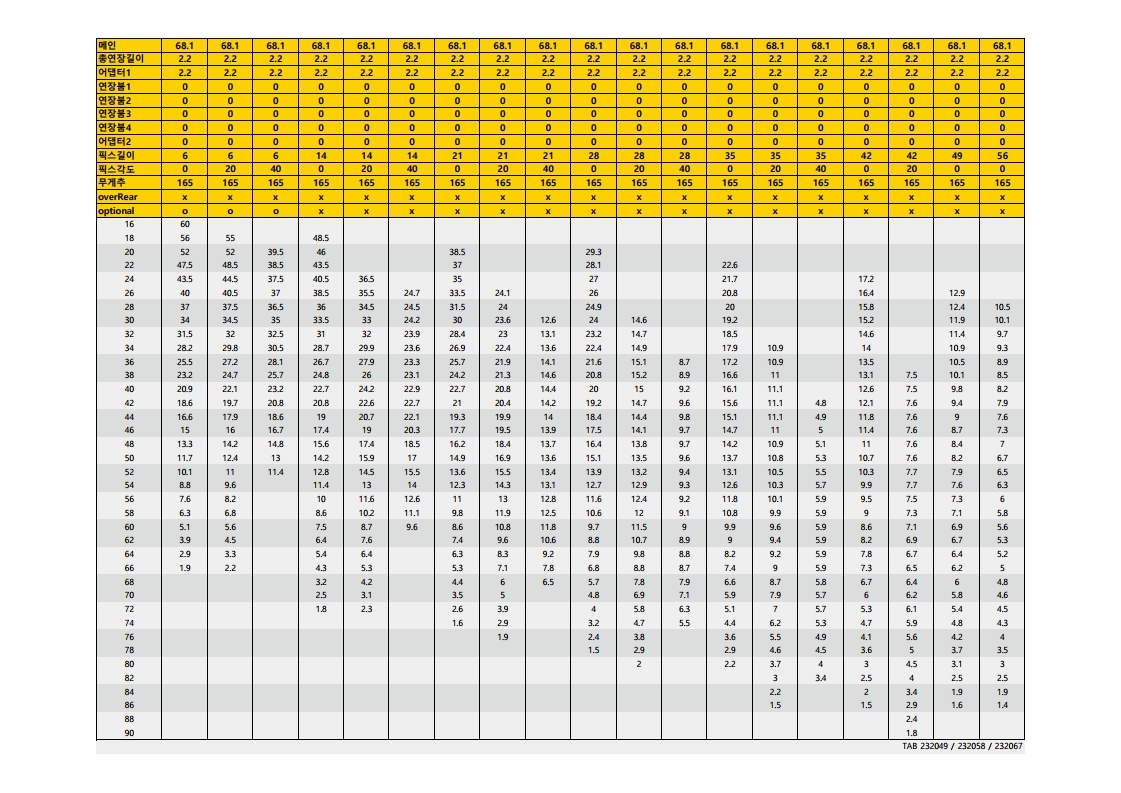 메인 68.1 68.1 68.1 68.1 68.1 68.1 68.1 68.1 68.1 68.1 68.1 68.1 68.1 68.1 68.1 68.1 68.1 68.1 68.1
총연장길이 2.2 2.2 2.2 2.2 2.2 2.2 2.2 2.2 2.2 2.2 2.2 2.2 2.2 2.2 2.2 2.2 2.2 2.2 2.2
어댑터1 2.2 2.2 2.2 2.2 2.2 2.2 2.2 2.2 2.2 2.2 2.2 2.2 2.2 2.2 2.2 2.2 2.2 2.2 2.2
연장붐1 0 0 0 0 0 0 0 0 0 0 0 0 0 0 0 0 0 0 0
연장붐2 0 0 0 0 0 0 0 0 0 0 0 0 0 0 0 0 0 0 0
연장붐3 0 0 0 0 0 0 0 0 0 0 0 0 0 0 0 0 0 0 0
연장붐4 0 0 0 0 0 0 0 0 0 0 0 0 0 0 0 0 0 0 0
어댑터2 0 0 0 0 0 0 0 0 0 0 0 0 0 0 0 0 0 0 0
픽스길이 6 6 6 14 14 14 21 21 21 28 28 28 35 35 35 42 42 49 56
픽스각도 0 20 40 0 20 40 0 20 40 0 20 40 0 20 40 0 20 0 0
무게추 165 165 165 165 165 165 165 165 165 165 165 165 165 165 165 165 165 165 165
overRear x x x x x x x x x x x x x x x x x x x
optional o o o x x x x x x x x x x x x x x x x
16 60
18 56 55 48.5
20 52 52 39.5 46 38.5 29.3
22 47.5 48.5 38.5 43.5 37 28.1 22.6
24 43.5 44.5 37.5 40.5 36.5 35 27 21.7 17.2
26 40 40.5 37 38.5 35.5 24.7 33.5 24.1 26 20.8 16.4 12.9
28 37 37.5 36.5 36 34.5 24.5 31.5 24 24.9 20 15.8 12.4 10.5
30 34 34.5 35 33.5 33 24.2 30 23.6 12.6 24 14.6 19.2 15.2 11.9 10.1
32 31.5 32 32.5 31 32 23.9 28.4 23 13.1 23.2 14.7 18.5 14.6 11.4 9.7
34 28.2 29.8 30.5 28.7 29.9 23.6 26.9 22.4 13.6 22.4 14.9 17.9 10.9 14 10.9 9.3
36 25.5 27.2 28.1 26.7 27.9 23.3 25.7 21.9 14.1 21.6 15.1 8.7 17.2 10.9 13.5 10.5 8.9
38 23.2 24.7 25.7 24.8 26 23.1 24.2 21.3 14.6 20.8 15.2 8.9 16.6 11 13.1 7.5 10.1 8.5
40 20.9 22.1 23.2 22.7 24.2 22.9 22.7 20.8 14.4 20 15 9.2 16.1 11.1 12.6 7.5 9.8 8.2
42 18.6 19.7 20.8 20.8 22.6 22.7 21 20.4 14.2 19.2 14.7 9.6 15.6 11.1 4.8 12.1 7.6 9.4 7.9
44 16.6 17.9 18.6 19 20.7 22.1 19.3 19.9 14 18.4 14.4 9.8 15.1 11.1 4.9 11.8 7.6 9 7.6
46 15 16 16.7 17.4 19 20.3 17.7 19.5 13.9 17.5 14.1 9.7 14.7 11 5 11.4 7.6 8.7 7.3
48 13.3 14.2 14.8 15.6 17.4 18.5 16.2 18.4 13.7 16.4 13.8 9.7 14.2 10.9 5.1 11 7.6 8.4 7
50 11.7 12.4 13 14.2 15.9 17 14.9 16.9 13.6 15.1 13.5 9.6 13.7 10.8 5.3 10.7 7.6 8.2 6.7
52 10.1 11 11.4 12.8 14.5 15.5 13.6 15.5 13.4 13.9 13.2 9.4 13.1 10.5 5.5 10.3 7.7 7.9 6.5
54 8.8 9.6 11.4 13 14 12.3 14.3 13.1 12.7 12.9 9.3 12.6 10.3 5.7 9.9 7.7 7.6 6.3
56 7.6 8.2 10 11.6 12.6 11 13 12.8 11.6 12.4 9.2 11.8 10.1 5.9 9.5 7.5 7.3 6
58 6.3 6.8 8.6 10.2 11.1 9.8 11.9 12.5 10.6 12 9.1 10.8 9.9 5.9 9 7.3 7.1 5.8
60 5.1 5.6 7.5 8.7 9.6 8.6 10.8 11.8 9.7 11.5 9 9.9 9.6 5.9 8.6 7.1 6.9 5.6
62 3.9 4.5 6.4 7.6 7.4 9.6 10.6 8.8 10.7 8.9 9 9.4 5.9 8.2 6.9 6.7 5.3
64 2.9 3.3 5.4 6.4 6.3 8.3 9.2 7.9 9.8 8.8 8.2 9.2 5.9 7.8 6.7 6.4 5.2
66 1.9 2.2 4.3 5.3 5.3 7.1 7.8 6.8 8.8 8.7 7.4 9 5.9 7.3 6.5 6.2 5
68 3.2 4.2 4.4 6 6.5 5.7 7.8 7.9 6.6 8.7 5.8 6.7 6.4 6 4.8
70 2.5 3.1 3.5 5 4.8 6.9 7.1 5.9 7.9 5.7 6 6.2 5.8 4.6
72 1.8 2.3 2.6 3.9 4 5.8 6.3 5.1 7 5.7 5.3 6.1 5.4 4.5
74 1.6 2.9 3.2 4.7 5.5 4.4 6.2 5.3 4.7 5.9 4.8 4.3
76 1.9 2.4 3.8 3.6 5.5 4.9 4.1 5.6 4.2 4
78 1.5 2.9 2.9 4.6 4.5 3.6 5 3.7 3.5
80 2 2.2 3.7 4 3 4.5 3.1 3
82 3 3.4 2.5 4 2.5 2.5
84 2.2 2 3.4 1.9 1.9
86 1.5 1.5 2.9 1.6 1.4
88 2.4
90 1.8
TAB 232049 / 232058 / 232067